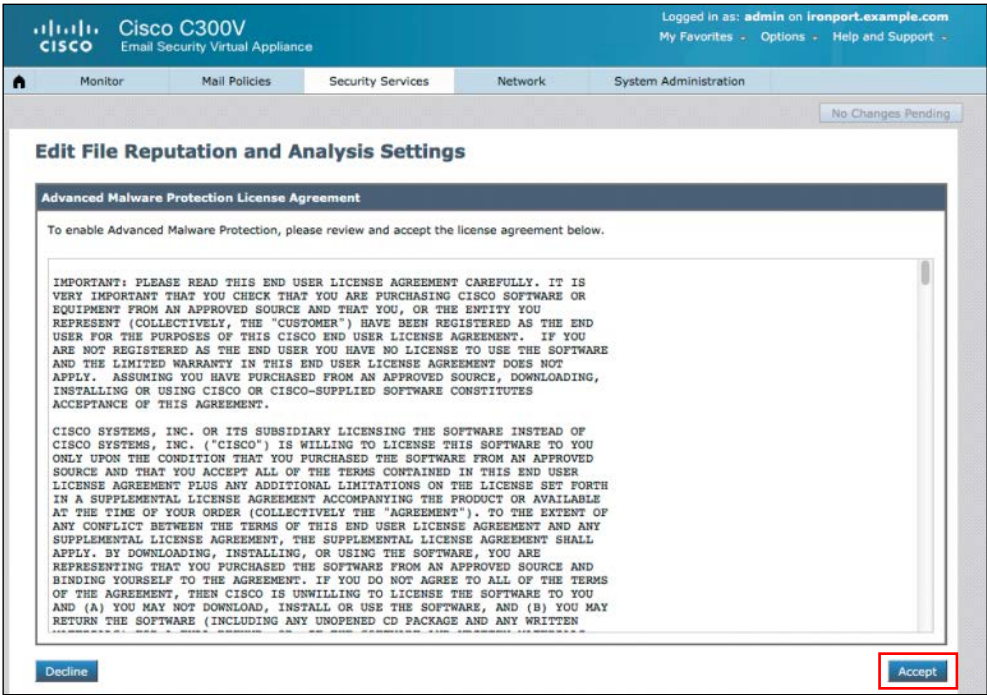 CISCO
Cisco C300V
Email Security Virtual Appliance
Logged in as: admin on ironport.example.com
My Favorites Options Help and Support
Monitor Mail Policies Security Services Network System Administration
No Changes Pending
Edit File Reputation and Analysis Settings
Advanced Malware Protection License Agreement
To enable Advanced Malware Protection, please review and accept the license agreement below.
IMPORTANT: PLEASE READ THIS END USER LICENSE AGREEMENT CAREFULLY. IT IS
VERY IMPORTANT THAT YOU CHECK THAT YOU ARE PURCHASING CISCO SOFTWARE OR
EQUIPMENT FROM AN APPROVED SOURCE AND THAT YOU, OR THE ENTITY YOU
REPRESENT (COLLECTIVELY, THE "CUSTOMER") HAVE BEEN REGISTERED AS THE END
USER FOR THE PURPOSES OF THIS CISCO END USER LICENSE AGREEMENT. IF YOU
ARE NOT REGISTERED AS THE END USER YOU HAVE NO LICENSE TO USE THE SOFTWARE
AND THE LIMITED WARRANTY IN THIS END USER LICENSE AGREEMENT DOES NOT
APPLY. ASSUMING YOU HAVE PURCHASED FROM AN APPROVED SOURCE, DOWNLOADING,
INSTALLING OR USING CISCO OR CISCO-SUPPLIED SOFTWARE CONSTITUTES
ACCEPTANCE OF THIS AGREEMENT.
CISCO SYSTEMS, INC. OR ITS SUBSIDIARY LICENSING THE SOFTWARE INSTEAD OF
CISCO SYSTEMS, INC. ("CISCO") IS WILLING TO LICENSE THIS SOFTWARE TO YOU
ONLY UPON THE CONDITION THAT YOU PURCHASED THE SOFTWARE FROM AN APPROVED
SOURCE AND THAT YOU ACCEPT ALL OF THE TERMS CONTAINED IN THIS END USER
LICENSE AGREEMENT PLUS ANY ADDITIONAL LIMITATIONS ON THE LICENSE SET FORTH
IN A SUPPLEMENTAL LICENSE AGREEMENT ACCOMPANYING THE PRODUCT OR AVAILABLE
AT THE TIME OF YOUR ORDER (COLLECTIVELY THE "AGREEMENT"). TO THE EXTENT OF
ANY CONFLICT BETWEEN THE TERMS OF THIS END USER LICENSE AGREEMENT AND ANY
SUPPLEMENTAL LICENSE AGREEMENT, THE SUPPLEMENTAL LICENSE AGREEMENT SHALL
APPLY. BY DOWNLOADING, INSTALLING, OR USING THE SOFTWARE, YOU ARE
REPRESENTING THAT YOU PURCHASED THE SOFTWARE FROM AN APPROVED SOURCE AND
BINDING YOURSELF TO THE AGREEMENT. IF YOU DO NOT AGREE TO ALL OF THE TERMS
OF THE AGREEMENT, THEN CISCO IS UNWILLING TO LICENSE THE SOFTWARE TO YOU
AND (A) YOU MAY NOT DOWNLOAD, INSTALL OR USE THE SOFTWARE, AND (B) YOU MAY
RETURN THE SOFTWARE (INCLUDING ANY UNOPENED CD PACKAGE AND ANY WRITTEN
Decline
Accept